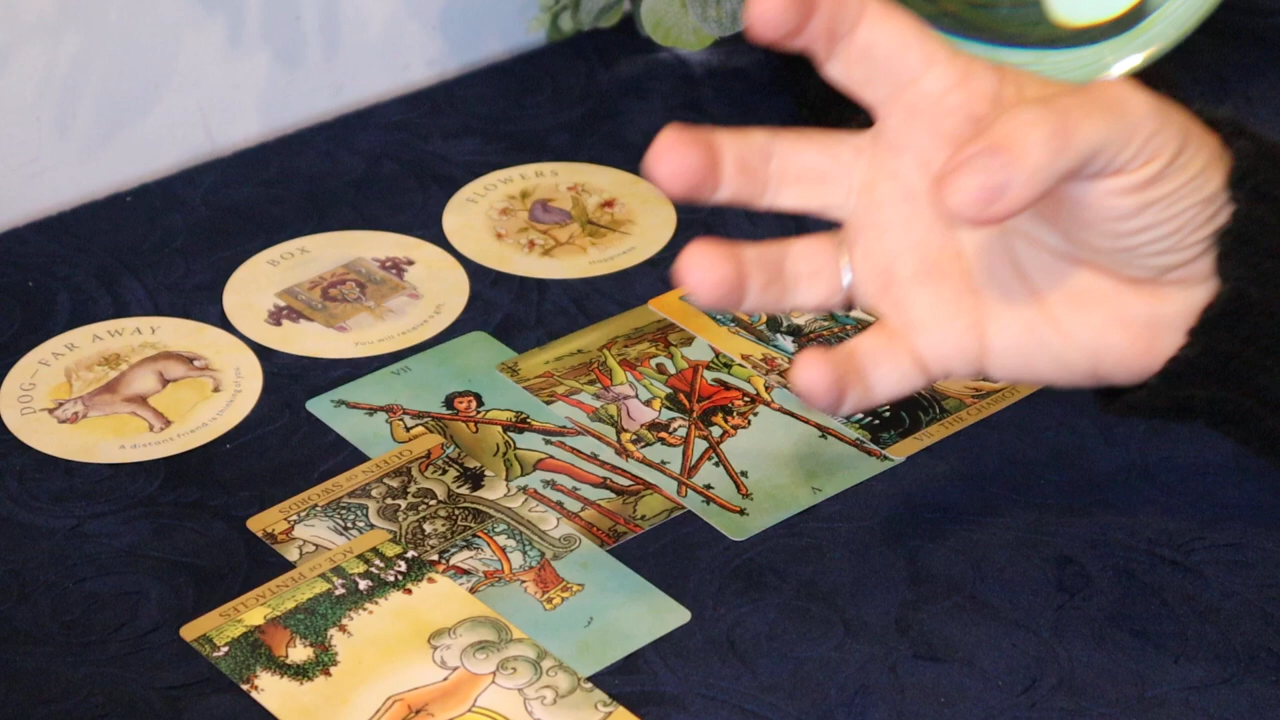 FLOWERS
Happiness
BOX
You will receive a gift.
DOG—FAR AWAY
A distant friend is thinking of you.
VII
QUEEN OF SWORDS
V
VII - THE CHARIOT
ACE OF PENTACLES